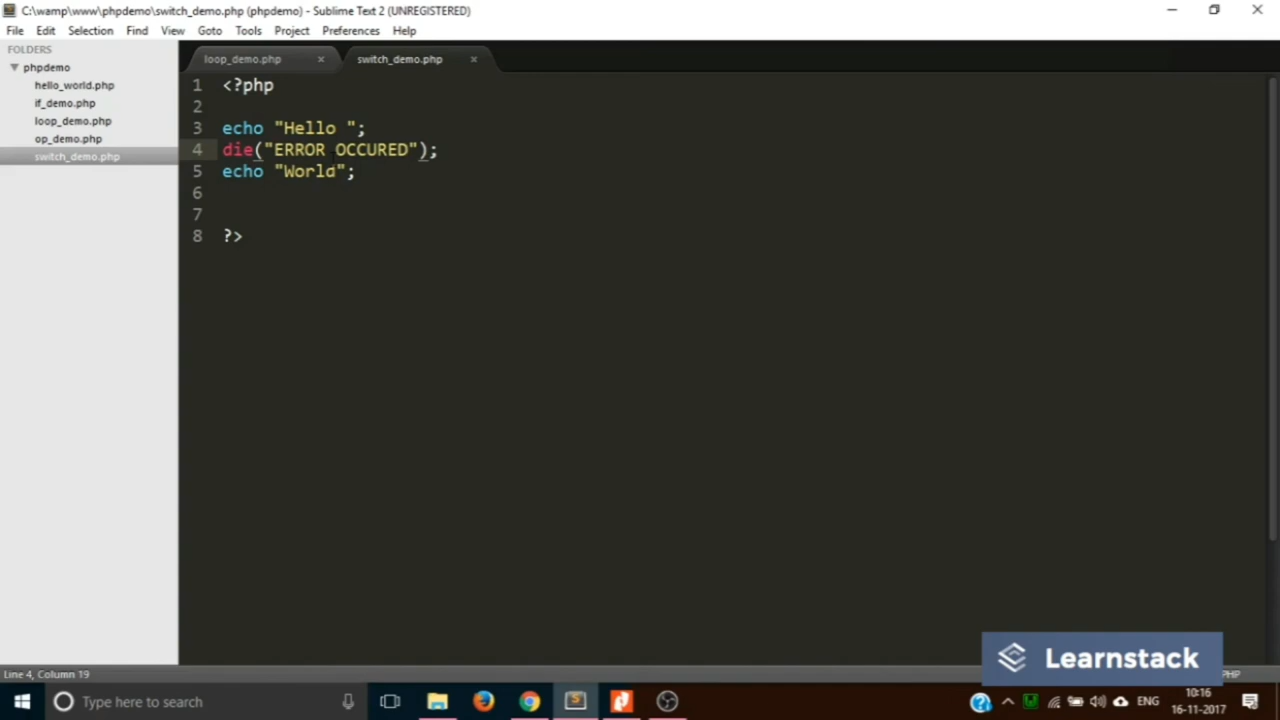 C:\wamp\www\phpdemo\switch_demo.php (phpdemo) - Sublime Text 2 (UNREGISTERED)
File Edit Selection Find View Goto Tools Project Preferences Help
FOLDERS
phpdemo
hello_world.php
if_demo.php
loop_demo.php
op_demo.php
switch_demo.php
loop_demo.php × switch_demo.php ×
1 <?php
2
3 echo "Hello ";
4 die("ERROR OCCURED");
5 echo "World";
6
7
8 ?>
Learnstack
Line 4, Column 19
PHP
Type here to search
ENG
10:16
16-11-2017